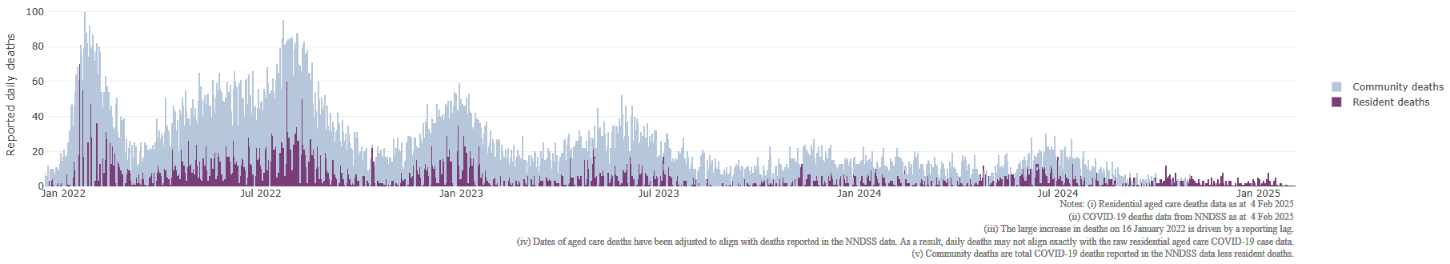 100
80
60
40
20
0
Reported daily deaths
Jan 2022
Jul 2022
Jan 2023
Jul 2023
Jan 2024
Jul 2024
Jan 2025
Community deaths
Resident deaths
Notes: (i) Residential aged care deaths data as at 4 Feb 2025
(ii) COVID-19 deaths data from NNDSS as at 4 Feb 2025
(iii) The large increase in deaths on 16 January 2022 is driven by a reporting lag.
(iv) Dates of aged care deaths have been adjusted to align with deaths reported in the NNDSS data. As a result, daily deaths may not align exactly with the raw residential aged care COVID-19 case data.
(v) Community deaths are total COVID-19 deaths reported in the NNDSS data less resident deaths.